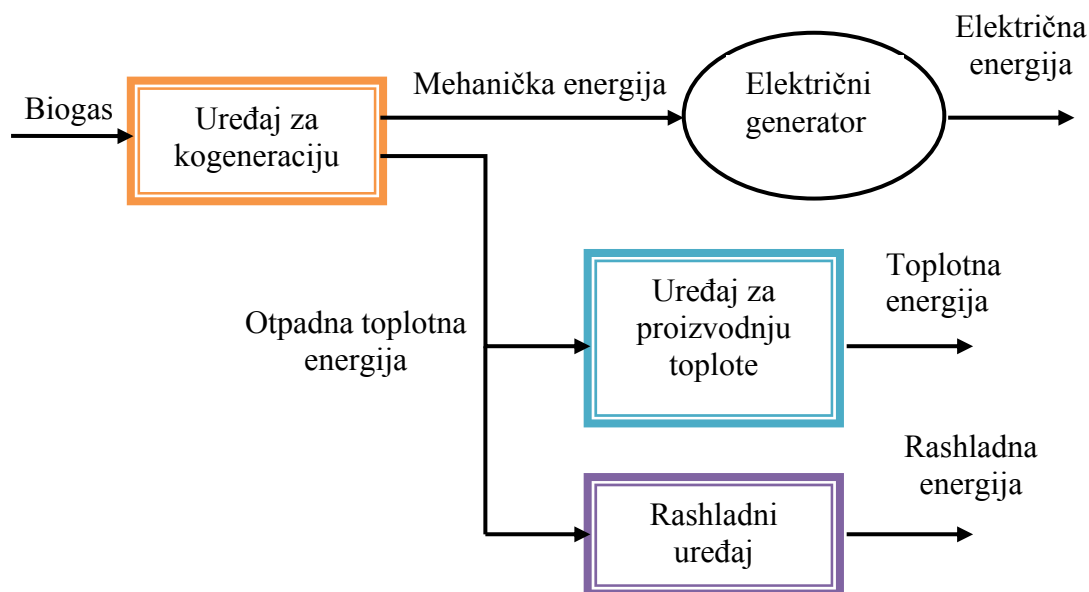 Biogas
Uređaj za
kogeneraciju
Mehanička energija
Električni
generator
Električna
energija
Otpadna toplotna
energija
Uređaj za
proizvodnju
toplote
Toplotna
energija
Rashladni
uređaj
Rashladna
energija